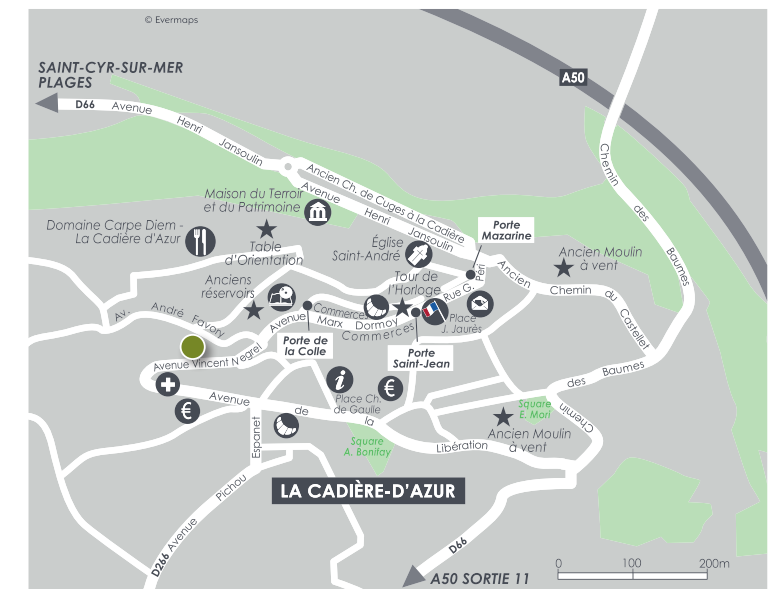 © Evermaps
SAINT-CYR-SUR-MER
PLAGES
A50
D66 Avenue Henri Jansoulin
Ancien Ch. de Cuges à la Cadière
Avenue Henri Jansoulin
Chemin des Baumes
Maison du Terroir
et du Patrimoine
Domaine Carpe Diem -
La Cadière d'Azur
Table
d'Orientation
Église
Saint-André
Porte
Mazarine
Ancien Moulin
à vent
Ancien Chemin du Castellet
Anciens
réservoirs
Tour de
l'Horloge
Rue G. Péri
Av. André Favory
Commerces
Avenue Marx Dormoy
Commerces
Place
J. Jaurès
Porte de
la Colle
Porte
Saint-Jean
Avenue Vincent Negrel
i
€
€
Place Ch.
de Gaulle
Chemin des Baumes
Square
E. Mori
Avenue de la Libération
Ancien Moulin
à vent
Square
A. Bonifay
D266 Avenue Pichou Espanet
LA CADIÈRE-D'AZUR
D66
A50 SORTIE 11
0 100 200m